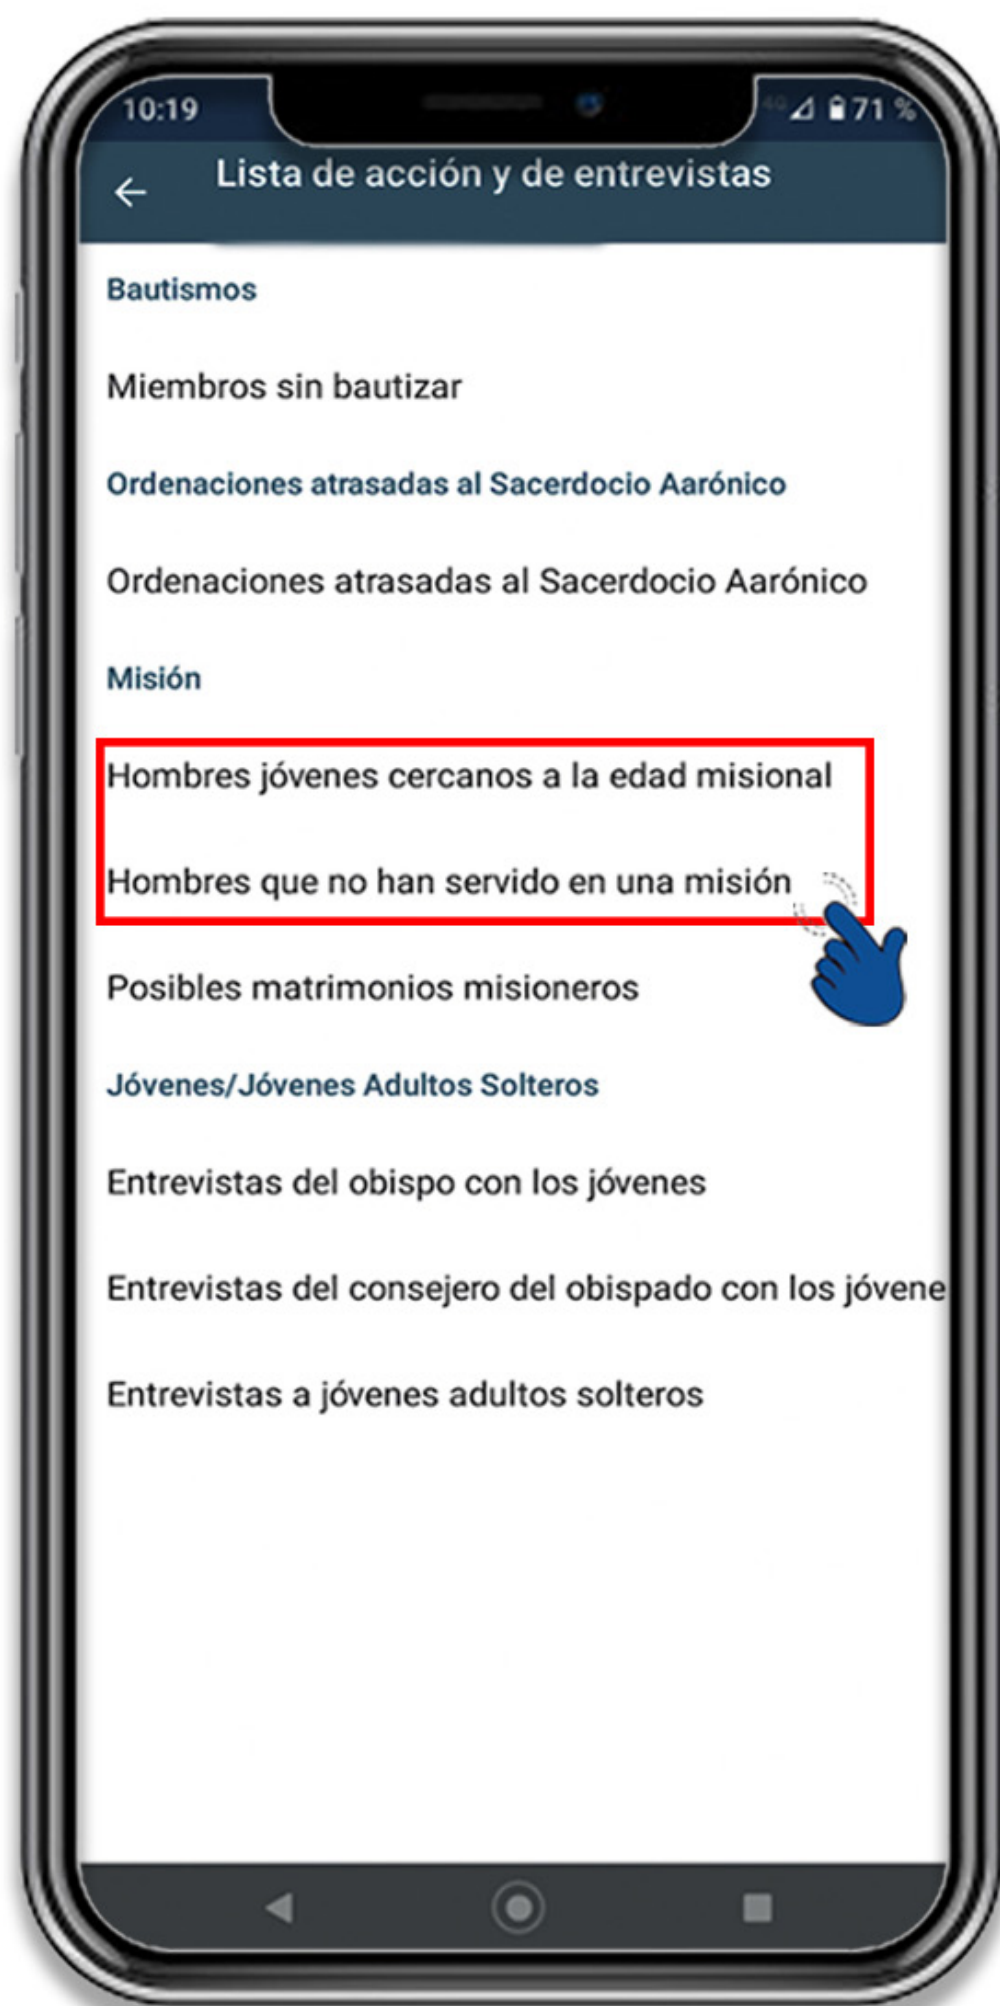 10:19
4G 71 %
Lista de acción y de entrevistas
Bautismos
Miembros sin bautizar
Ordenaciones atrasadas al Sacerdocio Aarónico
Ordenaciones atrasadas al Sacerdocio Aarónico
Misión
Hombres jóvenes cercanos a la edad misional
Hombres que no han servido en una misión
Posibles matrimonios misioneros
Jóvenes/Jóvenes Adultos Solteros
Entrevistas del obispo con los jóvenes
Entrevistas del consejero del obispado con los jóvene
Entrevistas a jóvenes adultos solteros